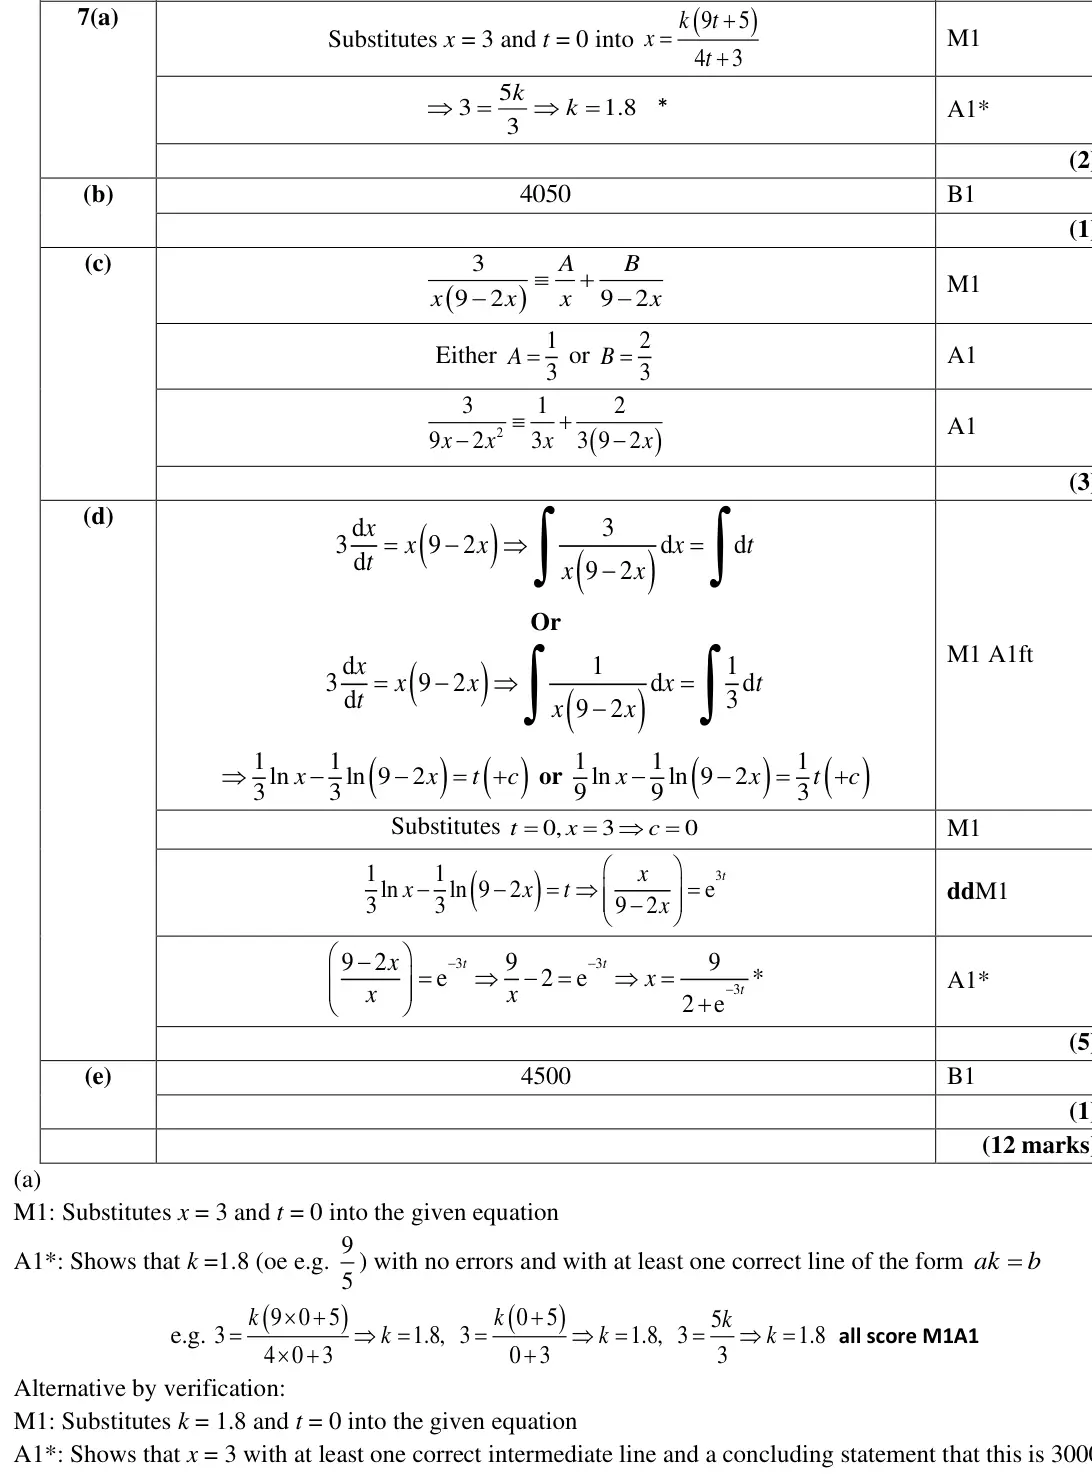 7(a) Substitutes x = 3 and t = 0 into x = k(9t+5)/(4t+3) M1
⇒ 3 = 5k/3 ⇒ k = 1.8 * A1*
(2)
(b) 4050 B1
(1)
(c) 3/(x(9−2x)) ≡ A/x + B/(9−2x) M1
Either A = 1/3 or B = 2/3 A1
3/(9x−2x²) ≡ 1/(3x) + 2/(3(9−2x)) A1
(3)
(d) 3 dx/dt = x(9−2x) ⇒ ∫ 3/(x(9−2x)) dx = ∫ dt
Or
3 dx/dt = x(9−2x) ⇒ ∫ 1/(x(9−2x)) dx = ∫ 1/3 dt M1 A1ft
⇒ 1/3 ln x − 1/3 ln(9−2x) = t(+c) or 1/9 ln x − 1/9 ln(9−2x) = 1/3 t(+c)
Substitutes t = 0, x = 3 ⇒ c = 0 M1
1/3 ln x − 1/3 ln(9−2x) = t ⇒ (x/(9−2x)) = e^(3t) ddM1
((9−2x)/x) = e^(−3t) ⇒ 9/x − 2 = e^(−3t) ⇒ x = 9/(2+e^(−3t)) * A1*
(5)
(e) 4500 B1
(1)
(12 marks)
(a)
M1: Substitutes x = 3 and t = 0 into the given equation
A1*: Shows that k =1.8 (oe e.g. 9/5) with no errors and with at least one correct line of the form ak = b
e.g. 3 = k(9×0+5)/(4×0+3) ⇒ k = 1.8, 3 = k(0+5)/(0+3) ⇒ k = 1.8, 3 = 5k/3 ⇒ k = 1.8 all score M1A1
Alternative by verification:
M1: Substitutes k = 1.8 and t = 0 into the given equation
A1*: Shows that x = 3 with at least one correct intermediate line and a concluding statement that this is 3000